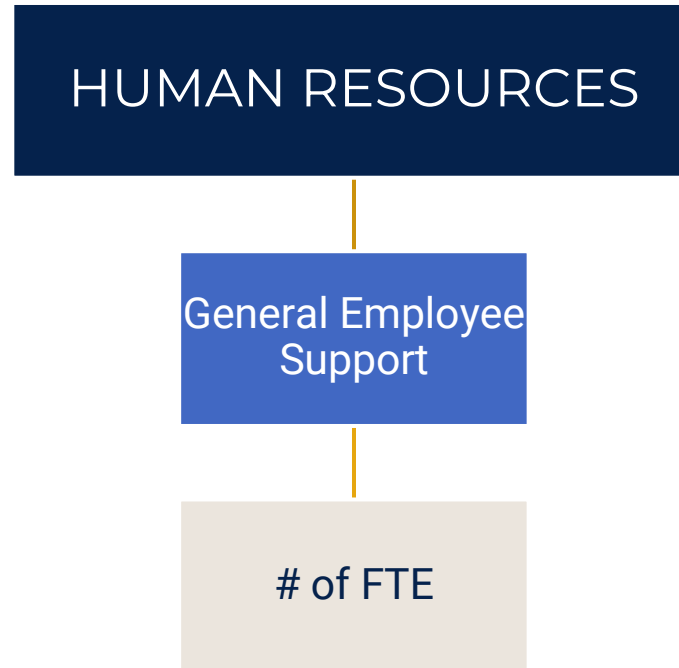 HUMAN RESOURCES
General Employee
Support
# of FTE